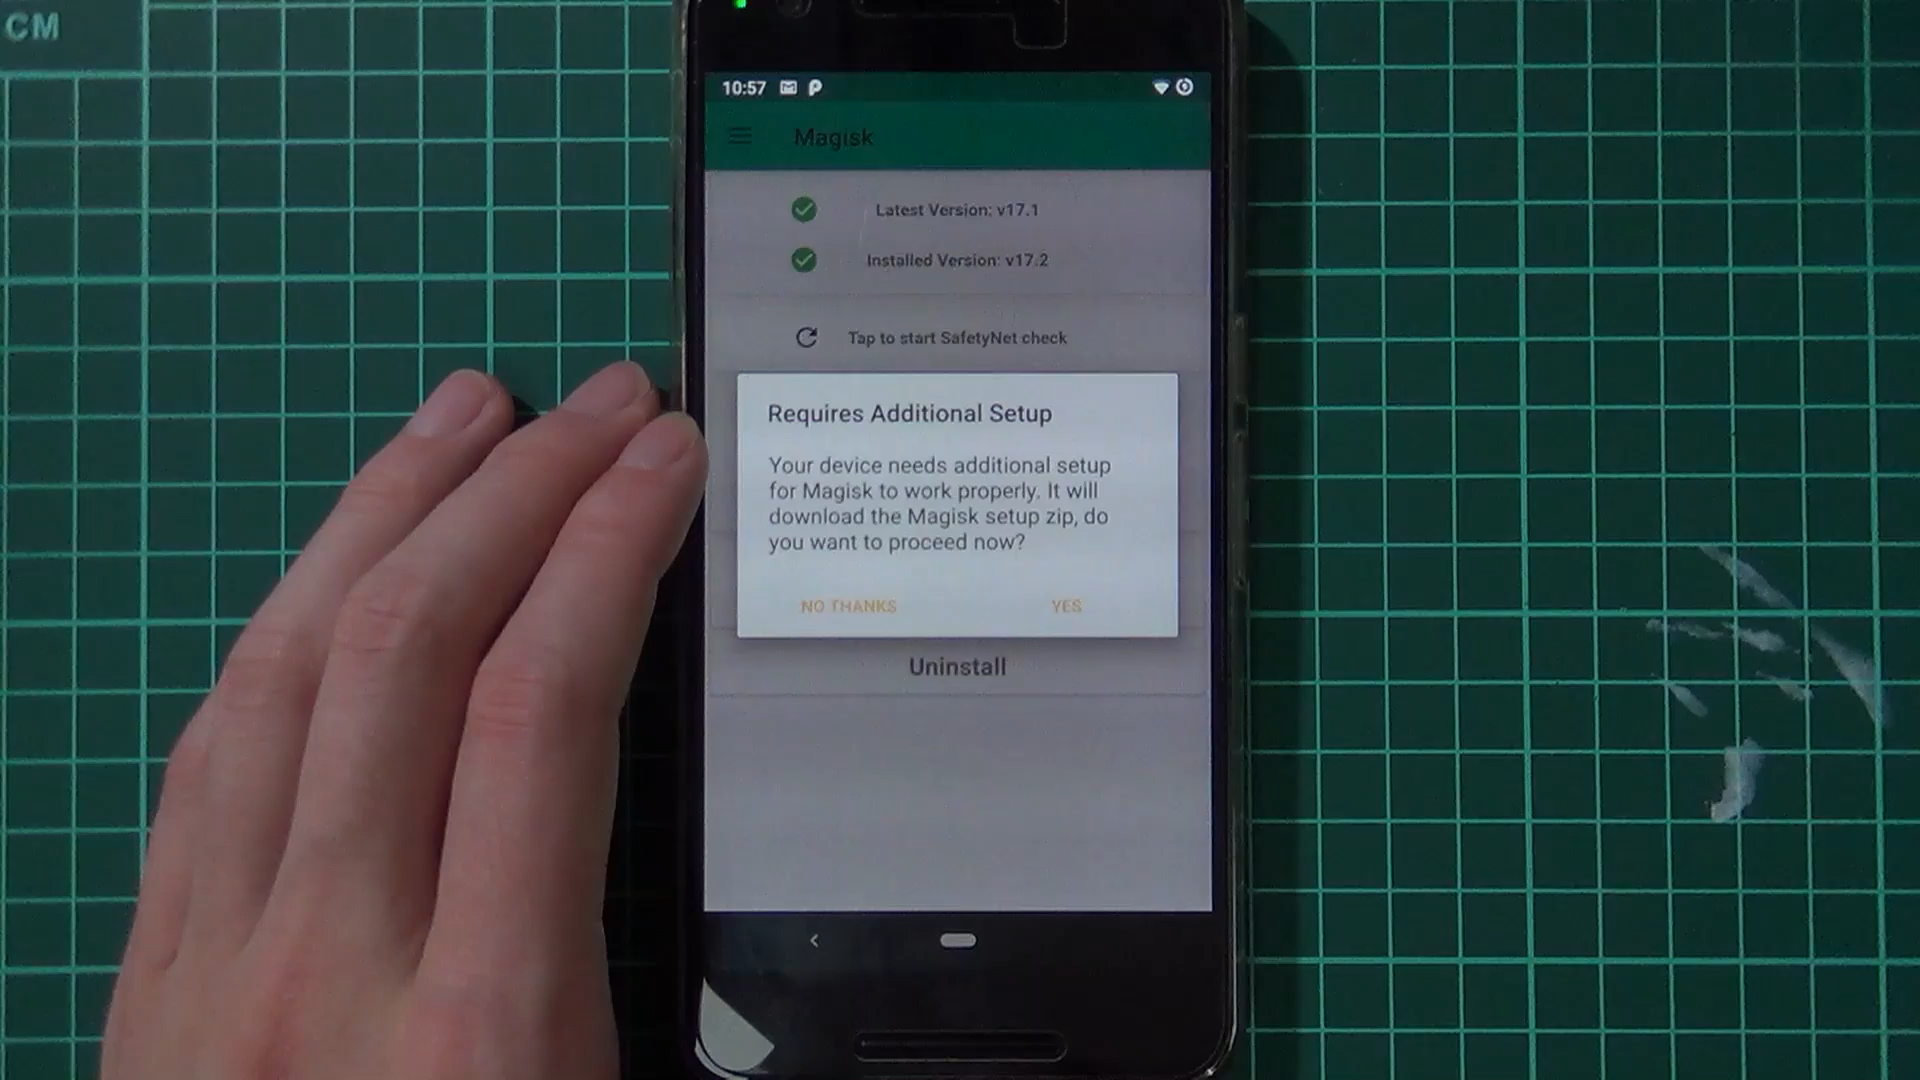 CM
10:57
Magisk
Latest Version: v17.1
Installed Version: v17.2
Tap to start SafetyNet check
Requires Additional Setup
Your device needs additional setup
for Magisk to work properly. It will
download the Magisk setup zip, do
you want to proceed now?
NO THANKS YES
Uninstall